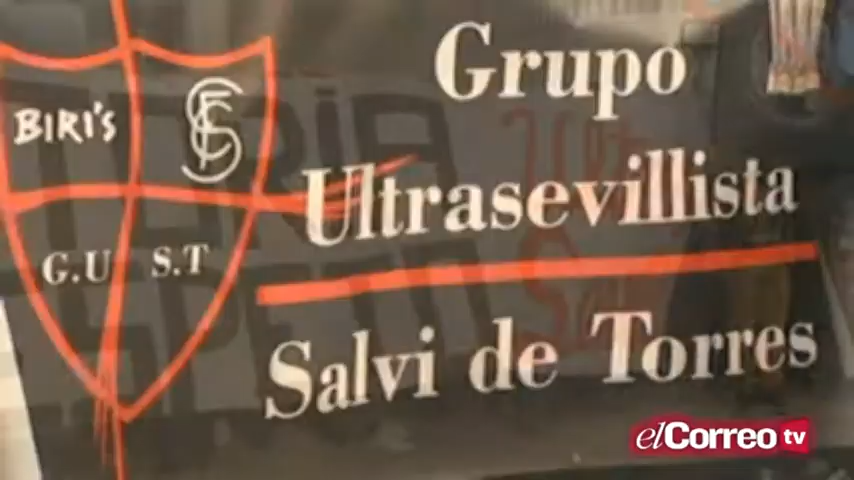 BIRI'S
SFC
G.U S.T
Grupo
Ultrasevillista
Salvi de Torres
elCorreo tv